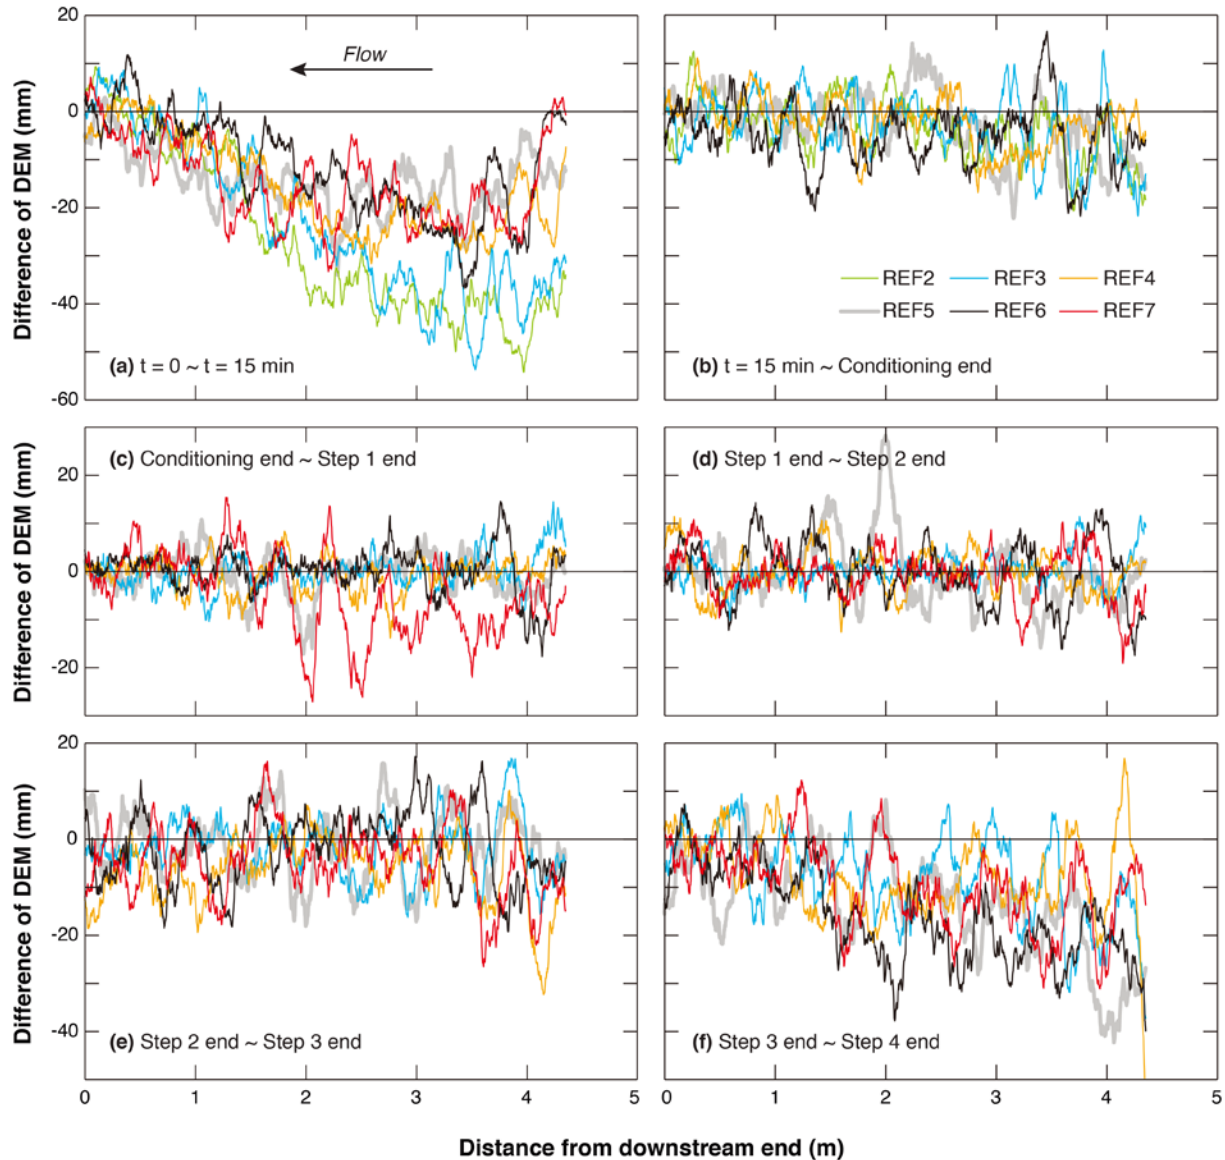 20
0
-20
-40
-60
Difference of DEM (mm)
Flow
(a) t = 0 ~ t = 15 min
REF2 REF3 REF4
REF5 REF6 REF7
(b) t = 15 min ~ Conditioning end
20
0
-20
Difference of DEM (mm)
(c) Conditioning end ~ Step 1 end
(d) Step 1 end ~ Step 2 end
20
0
-20
-40
Difference of DEM (mm)
(e) Step 2 end ~ Step 3 end
(f) Step 3 end ~ Step 4 end
0 1 2 3 4 5
0 1 2 3 4 5
Distance from downstream end (m)